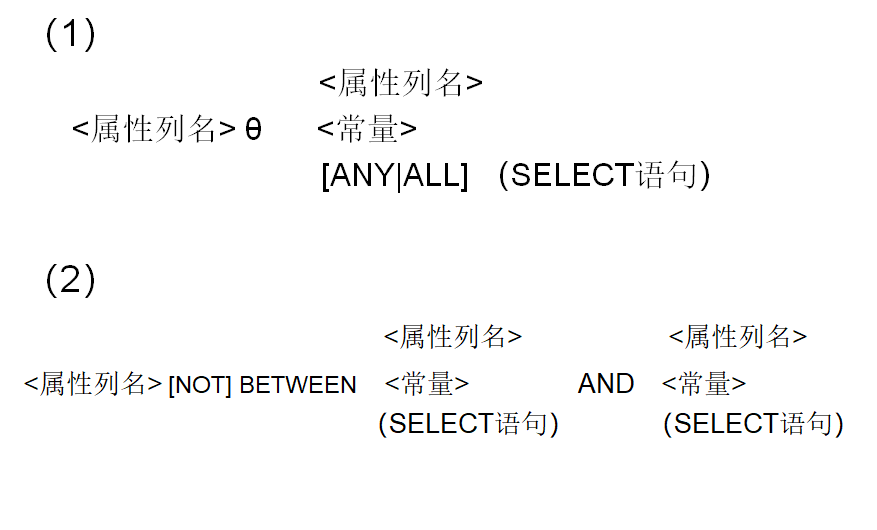 (1)
<属性列名>
<属性列名> θ <常量>
[ANY|ALL] (SELECT语句)
(2)
<属性列名> <属性列名>
<属性列名> [NOT] BETWEEN <常量> AND <常量>
(SELECT语句) (SELECT语句)